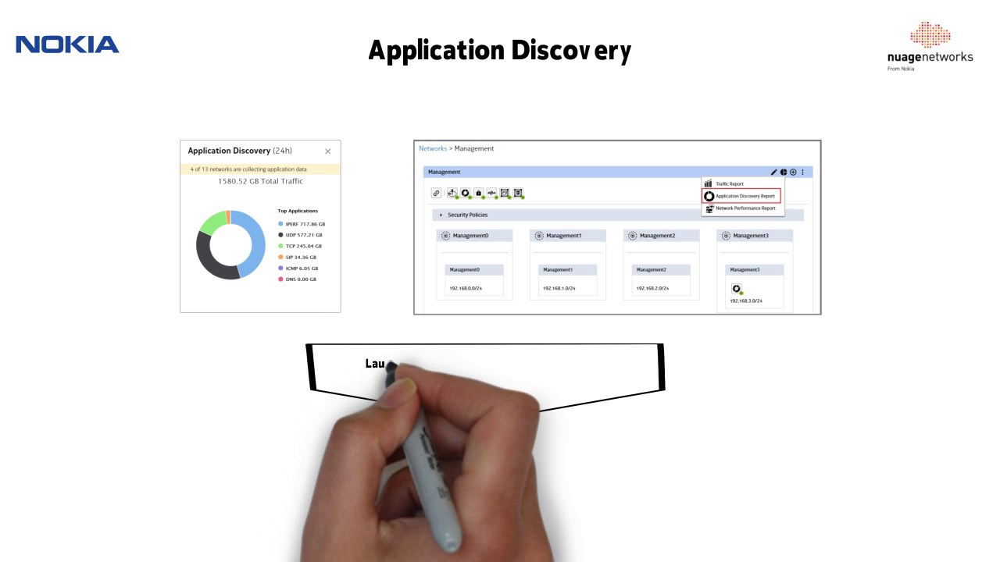 NOKIA
Application Discovery
nuagenetworks
From Nokia
Application Discovery (24h)
4 of 13 networks are collecting application data
1580.52 GB Total Traffic
Top Applications
IPERF 717.86 GB
UDP 577.21 GB
TCP 245.04 GB
SIP 34.36 GB
ICMP 6.05 GB
DNS 0.00 GB
Networks > Management
Management
Traffic Report
Application Discovery Report
Network Performance Report
Security Policies
Management0 Management1 Management2 Management3
Management0 Management1 Management2 Management3
192.168.0.0/24 192.168.1.0/24 192.168.2.0/24 192.168.3.0/24
Lau